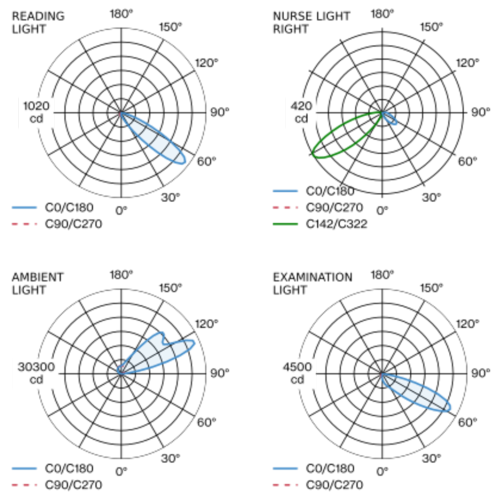 READING
LIGHT
180°
150°
120°
90°
60°
30°
0°
1020
cd
C0/C180
C90/C270
NURSE LIGHT
RIGHT
180°
150°
120°
90°
60°
30°
0°
420
cd
C0/C180
C90/C270
C142/C322
AMBIENT
LIGHT
180°
150°
120°
90°
60°
30°
0°
30300
cd
C0/C180
C90/C270
EXAMINATION
LIGHT
180°
150°
120°
90°
60°
30°
0°
4500
cd
C0/C180
C90/C270